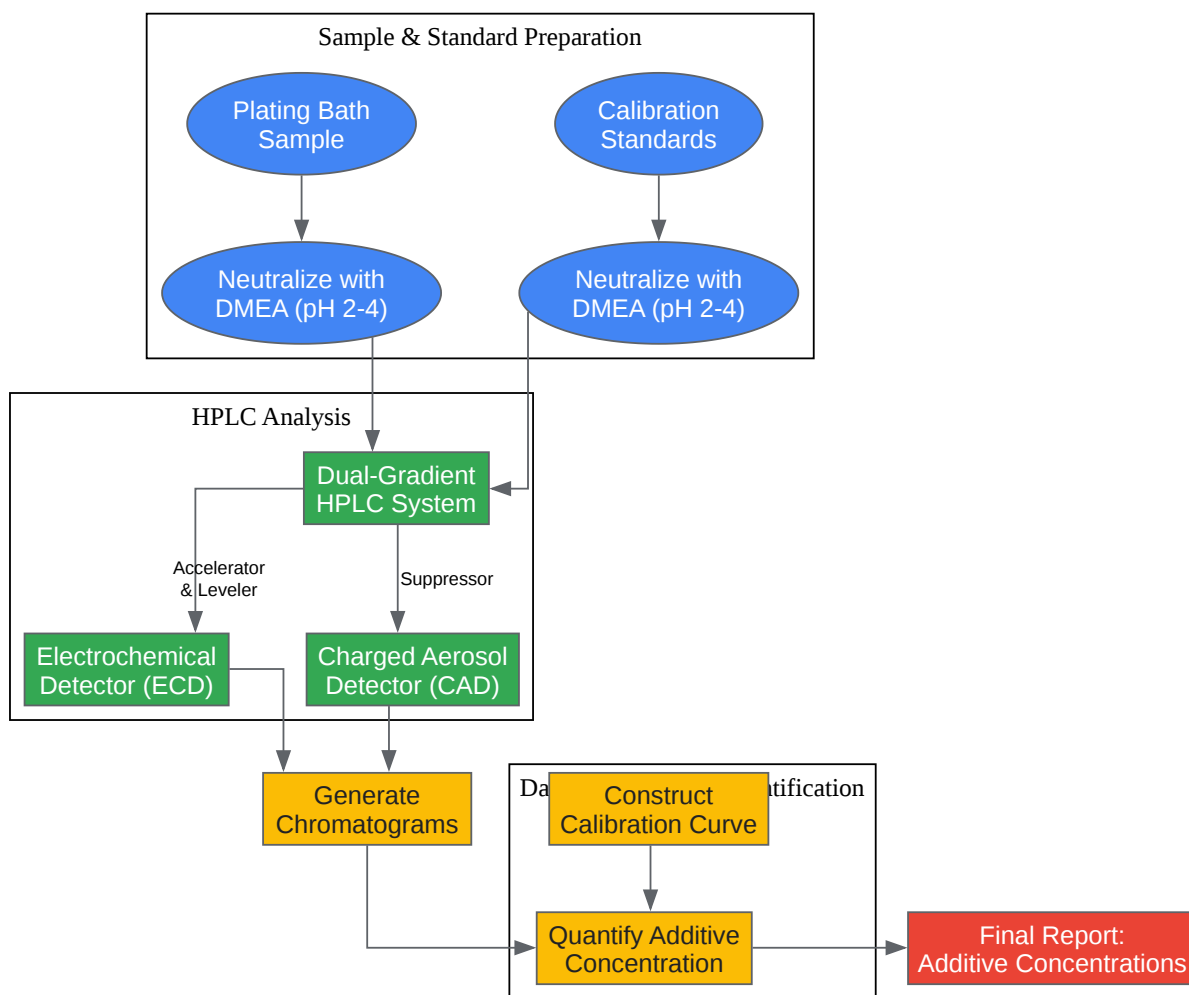 Sample & Standard Preparation
Plating Bath
Sample
Calibration
Standards
Neutralize with
DMEA (pH 2-4)
Neutralize with
DMEA (pH 2-4)
HPLC Analysis
Dual-Gradient
HPLC System
Accelerator
& Leveler
Suppressor
Electrochemical
Detector (ECD)
Charged Aerosol
Detector (CAD)
Generate
Chromatograms
Construct
Calibration Curve
Quantify Additive
Concentration
Final Report:
Additive Concentrations